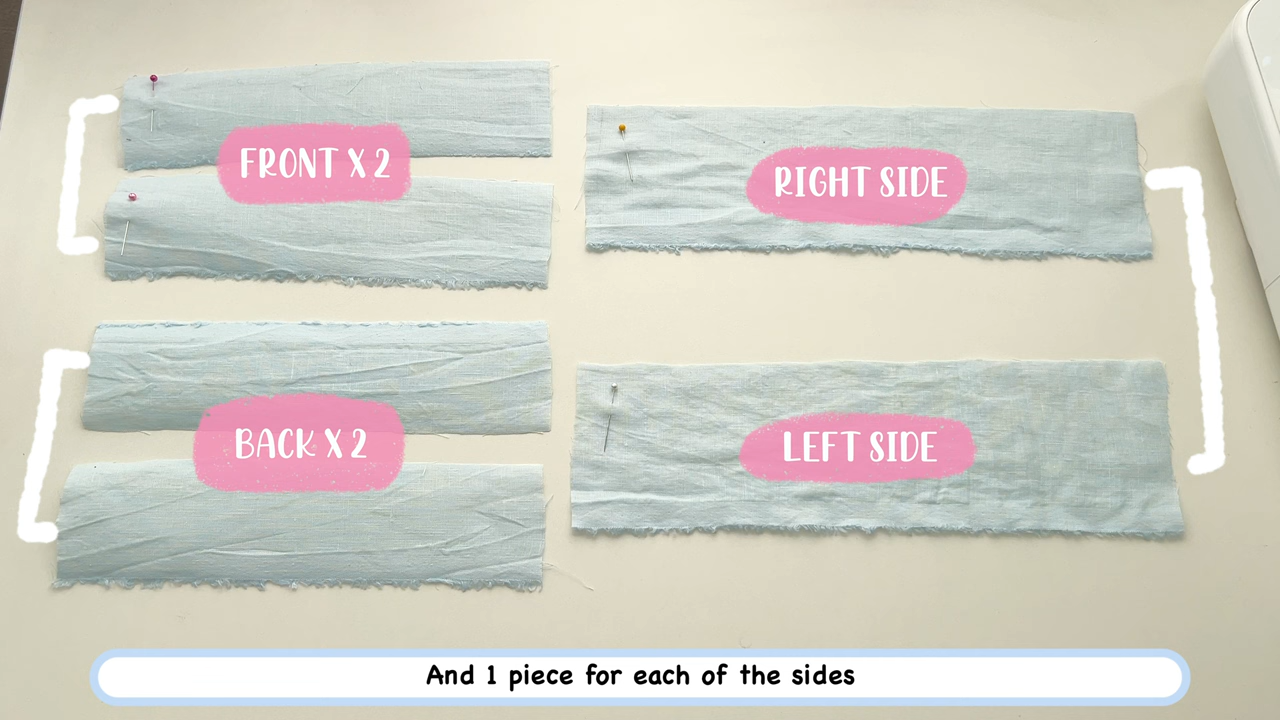 FRONT X 2
RIGHT SIDE
BACK X 2
LEFT SIDE
And 1 piece for each of the sides